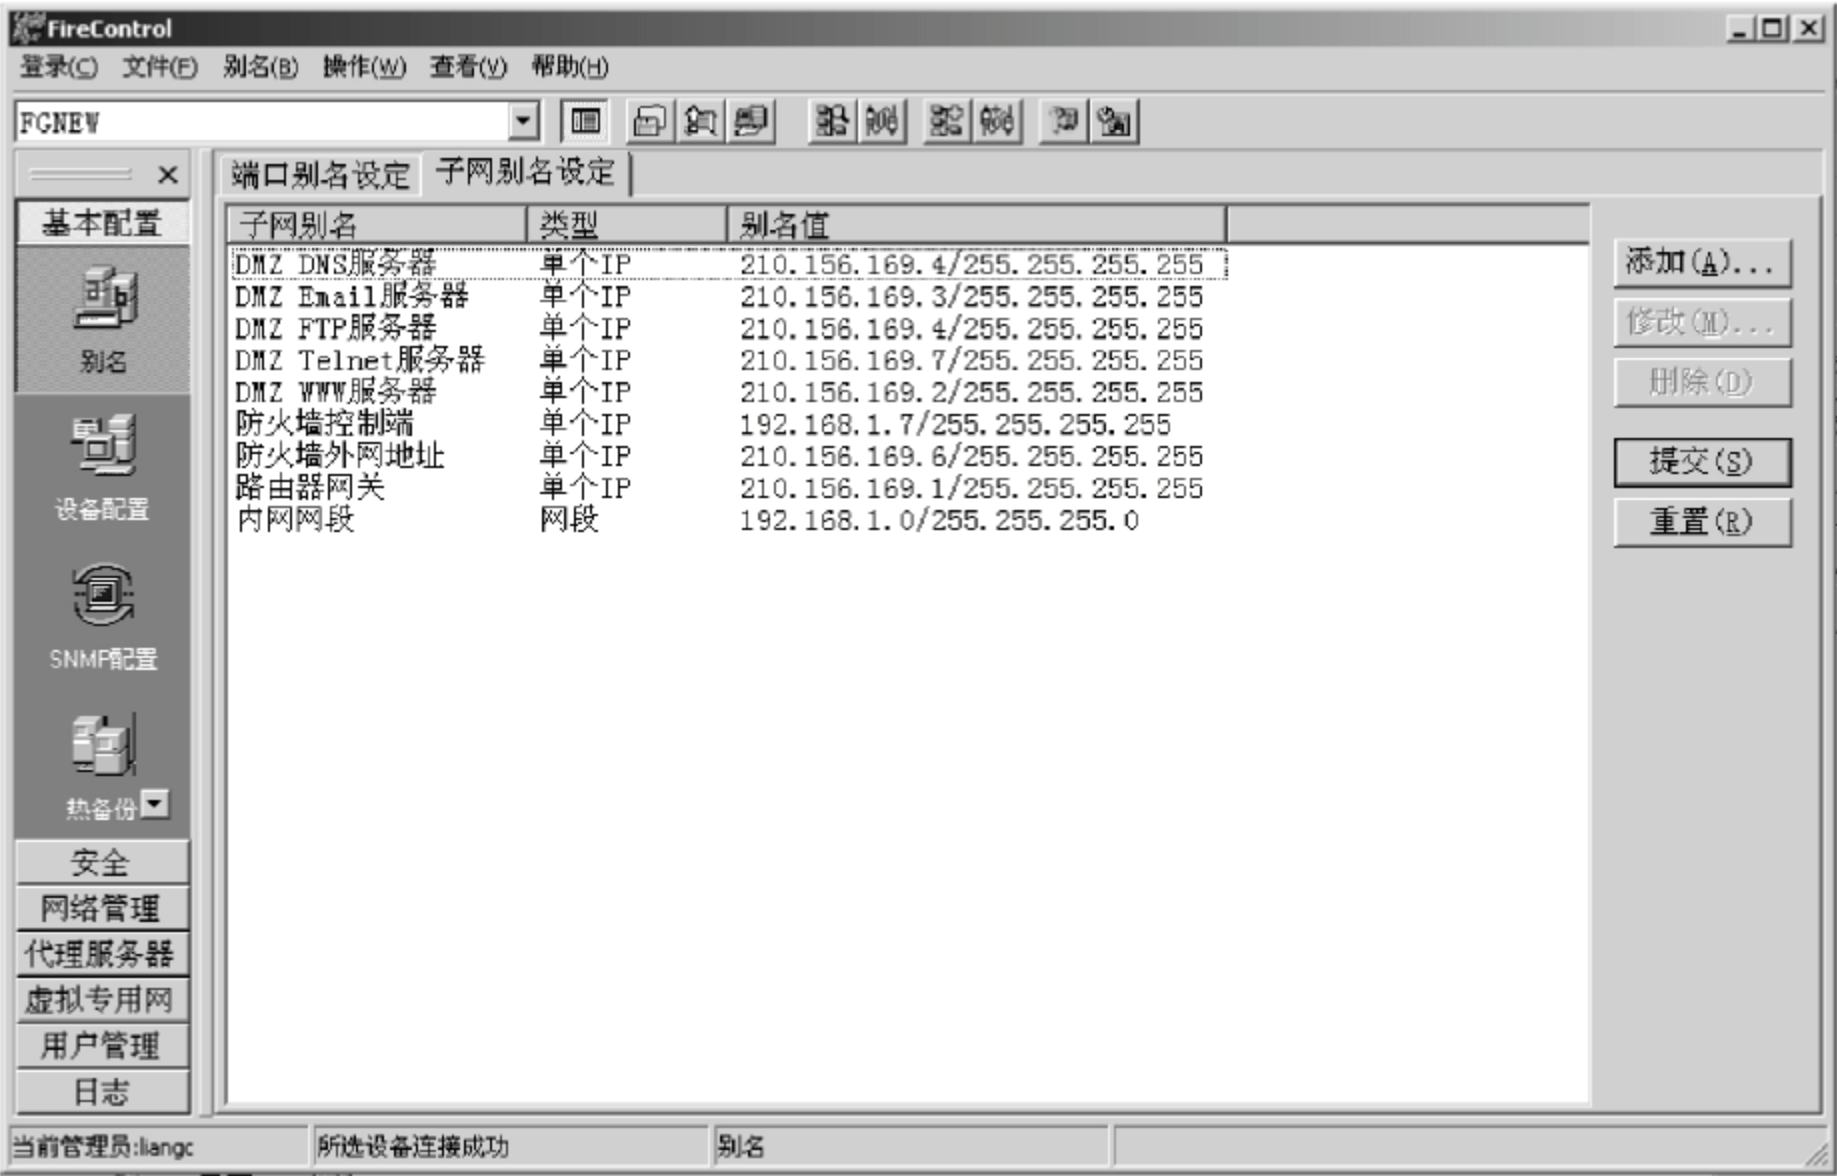 FireControl
登录(C) 文件(F) 别名(B) 操作(W) 查看(V) 帮助(H)
FGNEW
端口别名设定 子网别名设定
基本配置
别名
设备配置
SNMP配置
热备份
安全
网络管理
代理服务器
虚拟专用网
用户管理
日志
子网别名 类型 别名值
DMZ DNS服务器 单个IP 210.156.169.4/255.255.255.255
DMZ Email服务器 单个IP 210.156.169.3/255.255.255.255
DMZ FTP服务器 单个IP 210.156.169.4/255.255.255.255
DMZ Telnet服务器 单个IP 210.156.169.7/255.255.255.255
DMZ WWW服务器 单个IP 210.156.169.2/255.255.255.255
防火墙控制端 单个IP 192.168.1.7/255.255.255.255
防火墙外网地址 单个IP 210.156.169.6/255.255.255.255
路由器网关 单个IP 210.156.169.1/255.255.255.255
内网网段 网段 192.168.1.0/255.255.255.0
添加(A)...
修改(M)...
删除(D)
提交(S)
重置(R)
当前管理员:liangc 所选设备连接成功 别名